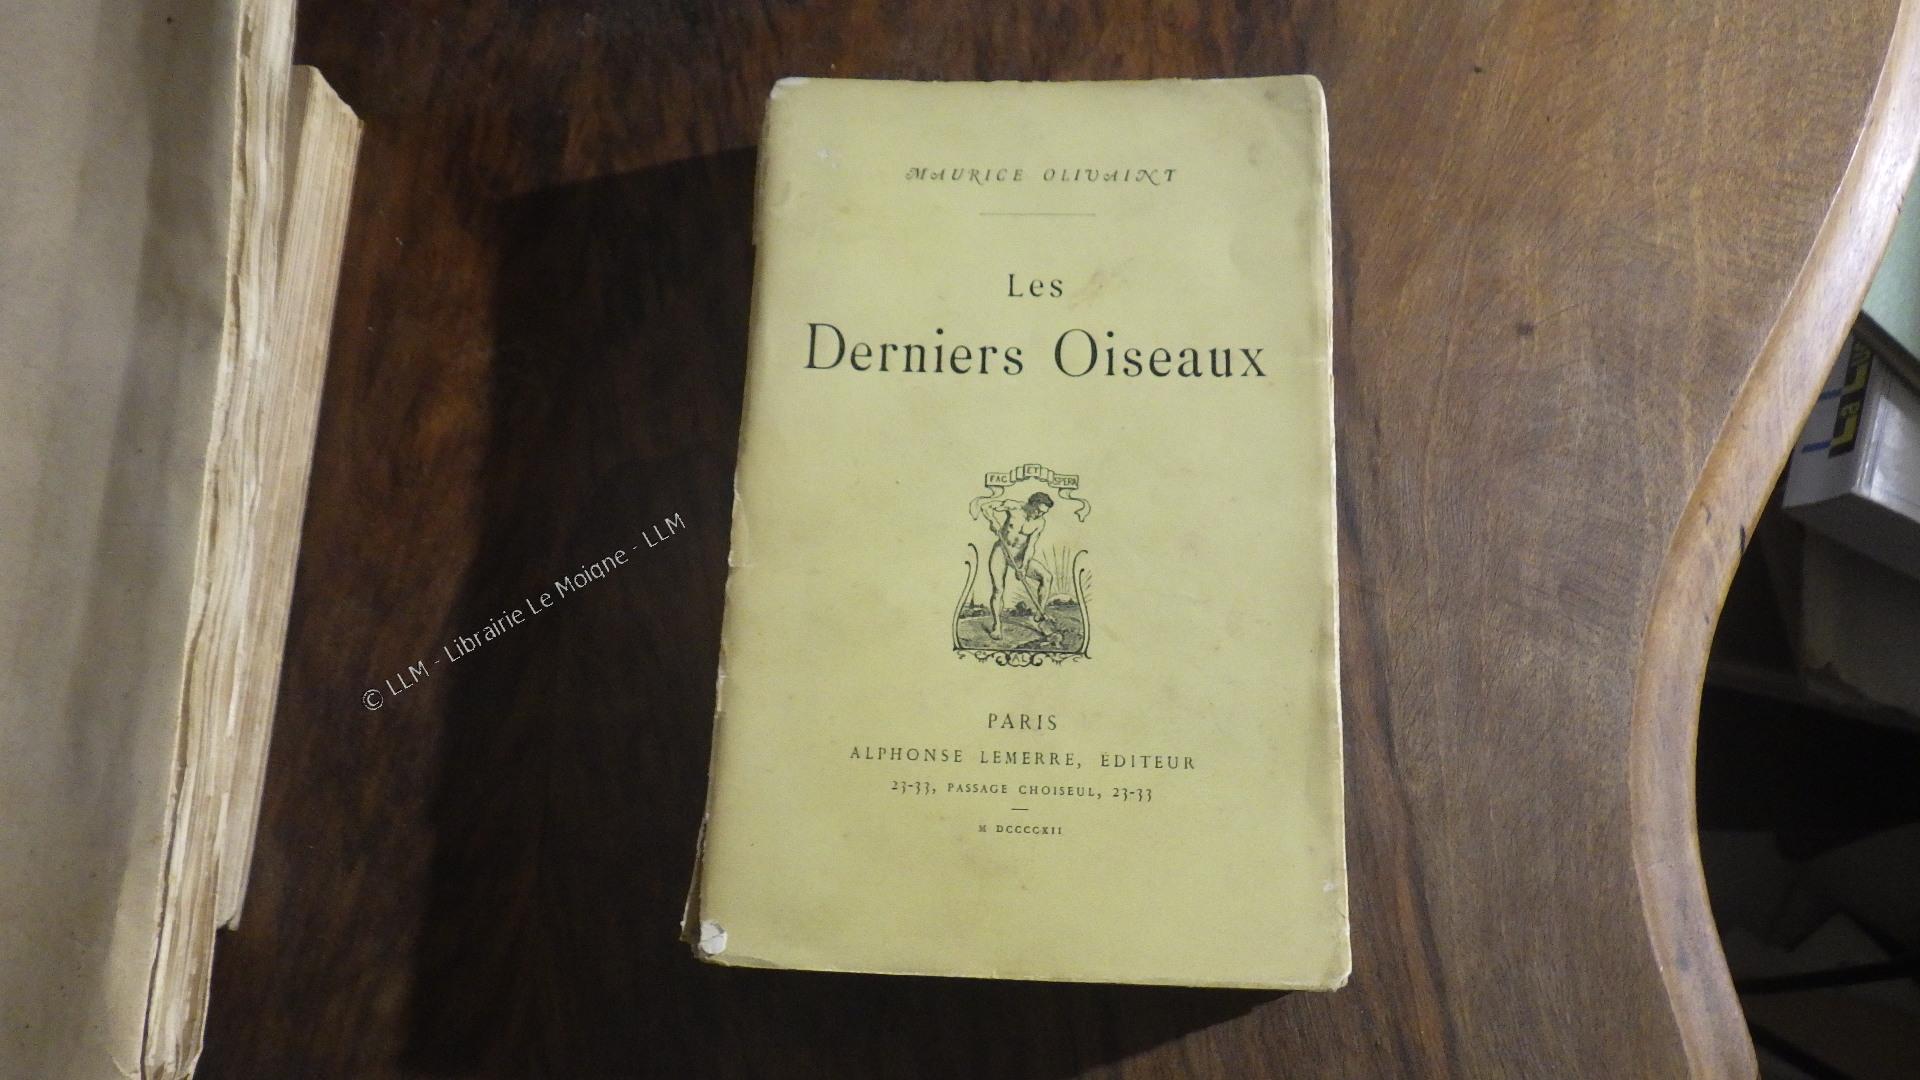 MAURICE OLIVAINT
Les
Derniers Oiseaux
FAC ET SPERA
AL
PARIS
ALPHONSE LEMERRE, ÉDITEUR
23-33, PASSAGE CHOISEUL, 23-33
M DCCCCXII
© LLM - Librairie Le Moigne - LLM